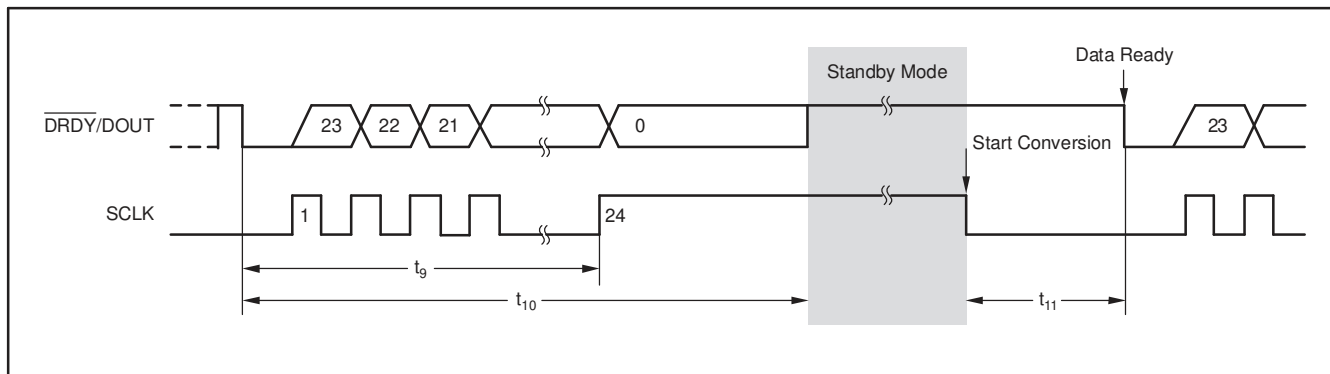 Data Ready
Standby Mode
DRDY/DOUT 23 22 21 0 23
Start Conversion
SCLK 1 24
t9
t10 t11